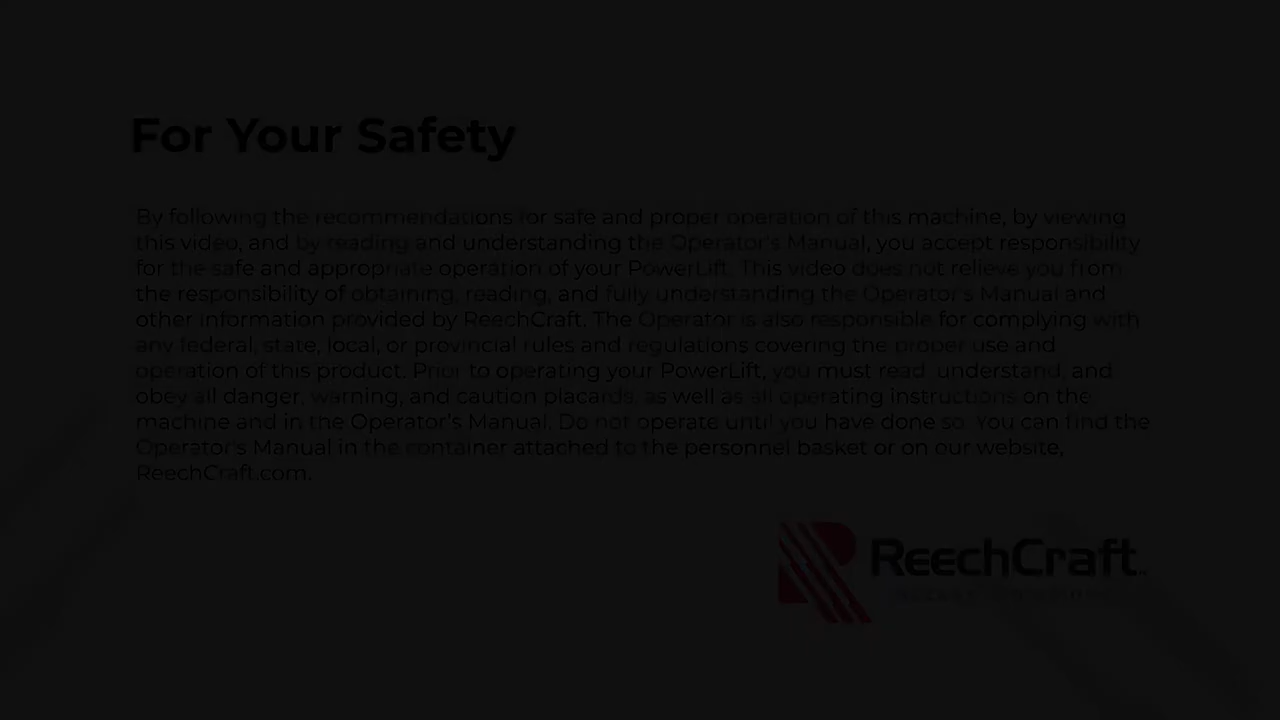 For Your Safety
By following the recommendations for safe and proper operation of this machine, by viewing
this video, and by reading and understanding the Operator's Manual, you accept responsibility
for the safe and appropriate operation of your PowerLift. This video does not relieve you from
the responsibility of obtaining, reading, and fully understanding the Operator's Manual and
other information provided by ReechCraft. The Operator is also responsible for complying with
any federal, state, local, or provincial rules and regulations covering the proper use and
operation of this product. Prior to operating your PowerLift, you must read, understand, and
obey all danger, warning, and caution placards, as well as all operating instructions on the
machine and in the Operator's Manual. Do not operate until you have done so. You can find the
Operator's Manual in the container attached to the personnel basket or on our website,
ReechCraft.com.
ReechCraft